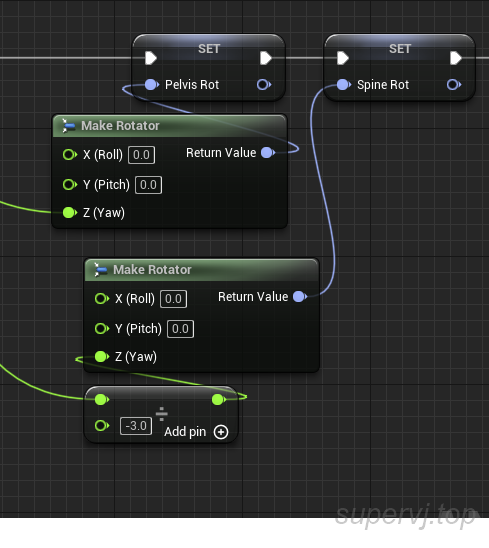 SET
SET
Pelvis Rot
Spine Rot
Make Rotator
X (Roll) 0.0
Return Value
Y (Pitch) 0.0
Z (Yaw)
Make Rotator
X (Roll) 0.0
Return Value
Y (Pitch) 0.0
Z (Yaw)
÷
-3.0
Add pin
supervj.top